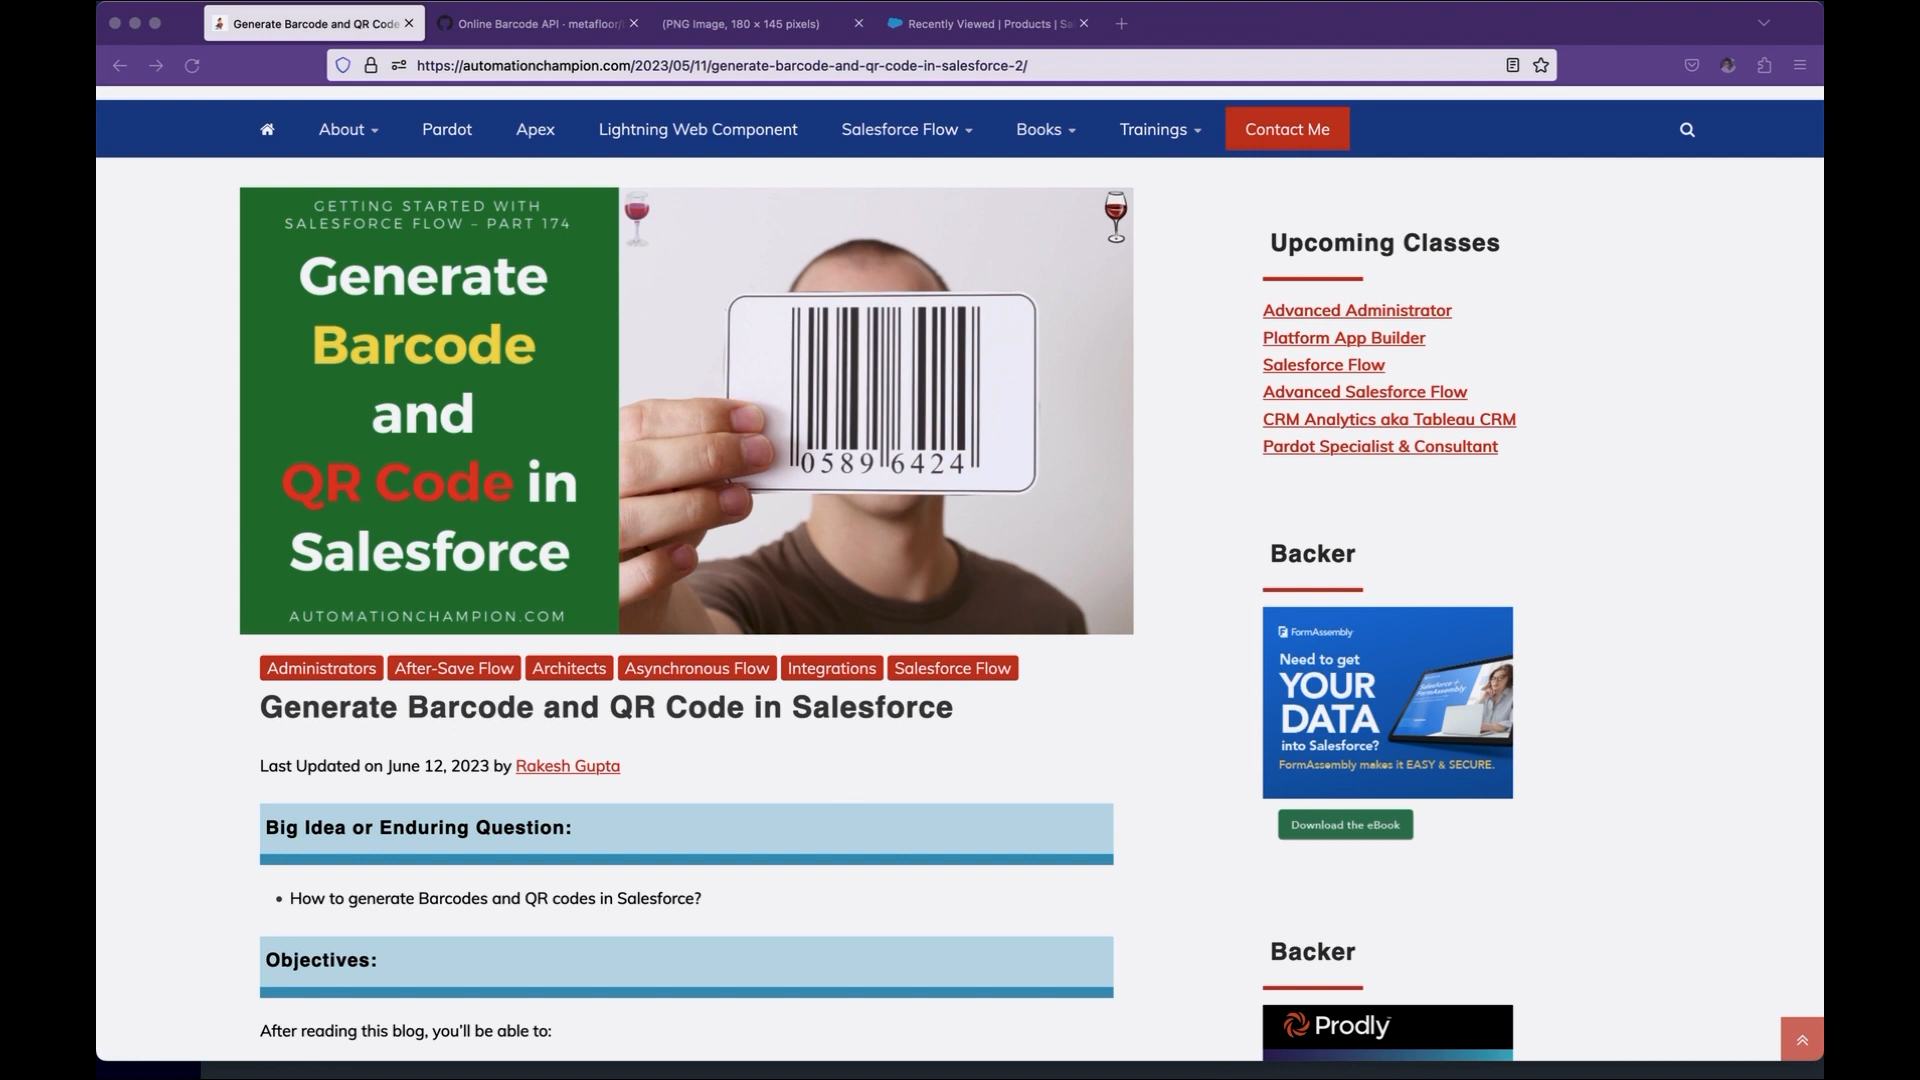 Generate Barcode and QR Code
Online Barcode API · metafloor/
(PNG Image, 180 × 145 pixels)
Recently Viewed | Products | Sa
https://automationchampion.com/2023/05/11/generate-barcode-and-qr-code-in-salesforce-2/
About
Pardot
Apex
Lightning Web Component
Salesforce Flow
Books
Trainings
Contact Me
GETTING STARTED WITH
SALESFORCE FLOW – PART 174
Generate
Barcode
and
QR Code in
Salesforce
AUTOMATIONCHAMPION.COM
0589 6424
Administrators
After-Save Flow
Architects
Asynchronous Flow
Integrations
Salesforce Flow
Generate Barcode and QR Code in Salesforce
Last Updated on June 12, 2023 by Rakesh Gupta
Big Idea or Enduring Question:
How to generate Barcodes and QR codes in Salesforce?
Objectives:
After reading this blog, you'll be able to:
Upcoming Classes
Advanced Administrator
Platform App Builder
Salesforce Flow
Advanced Salesforce Flow
CRM Analytics aka Tableau CRM
Pardot Specialist & Consultant
Backer
FormAssembly
Need to get
YOUR
DATA
into Salesforce?
FormAssembly makes it EASY & SECURE.
Salesforce +
FormAssembly
Download the eBook
Backer
Prodly